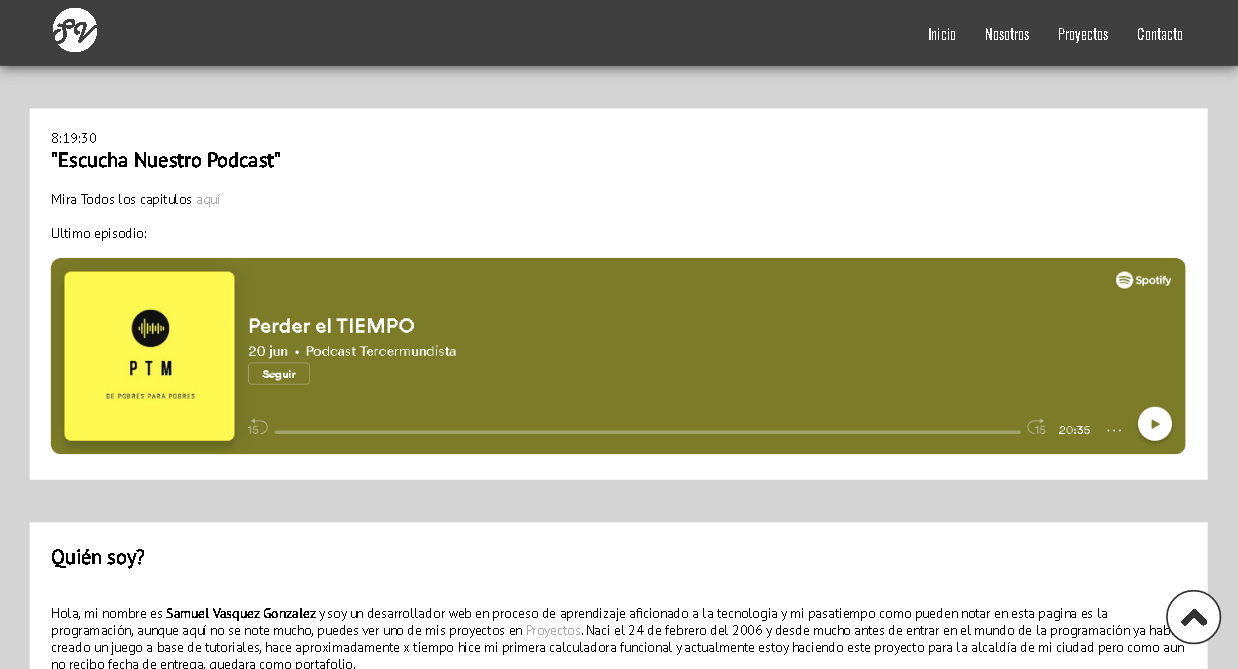 SV
Inicio Nosotros Proyectos Contacto
8:19:30
"Escucha Nuestro Podcast"
Mira Todos los capitulos aquí
Ultimo episodio:
Spotify
PTM
DE POBRES PARA POBRES
Perder el TIEMPO
20 jun • Podcast Tercermundista
Seguir
15 15 20:35 ...
Quién soy?
Hola, mi nombre es Samuel Vasquez Gonzalez y soy un desarrollador web en proceso de aprendizaje aficionado a la tecnologia y mi pasatiempo como pueden notar en esta pagina es la
programación, aunque aquí no se note mucho, puedes ver uno de mis proyectos en Proyectos. Naci el 24 de febrero del 2006 y desde mucho antes de entrar en el mundo de la programación ya
creado un juego a base de tutoriales, hace aproximadamente x tiempo hice mi primera calculadora funcional y actualmente estoy haciendo este proyecto para la alcaldía de mi ciudad pero como aun
no recibo fecha de entrega, quedara como portafolio.